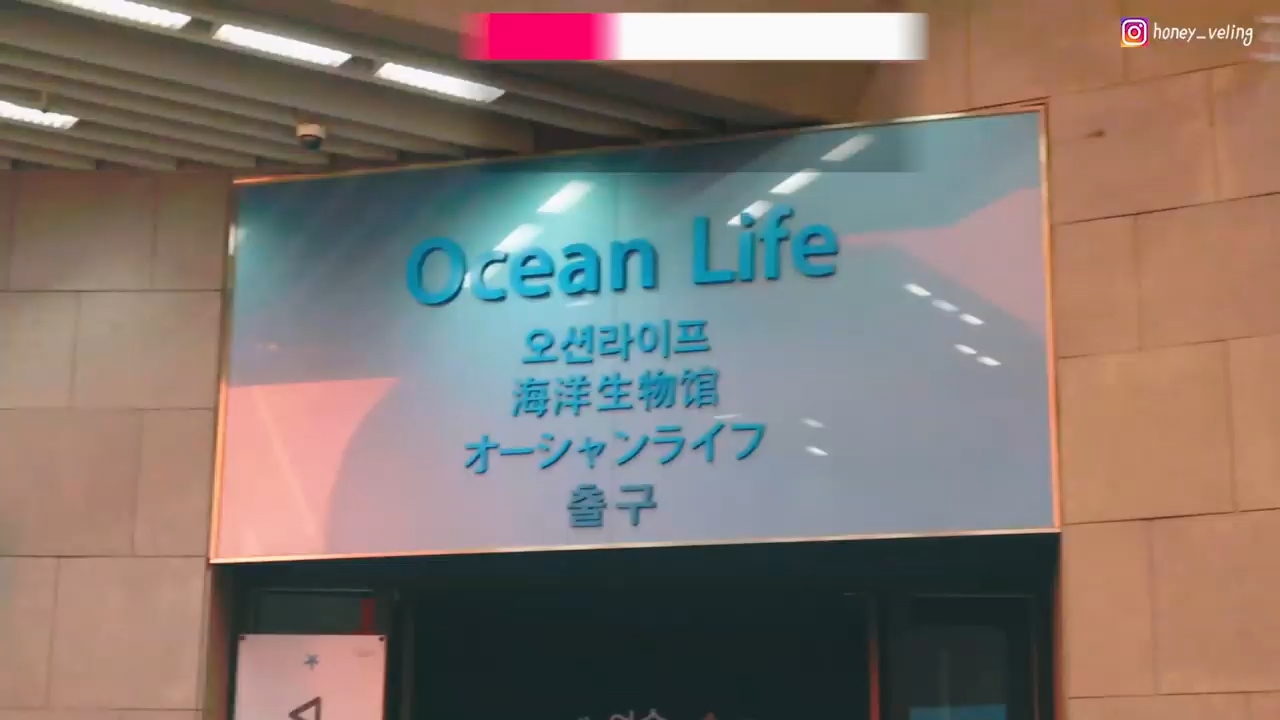 honey_veling
Ocean Life
오션라이프
海洋生物馆
オーシャンライフ
출구